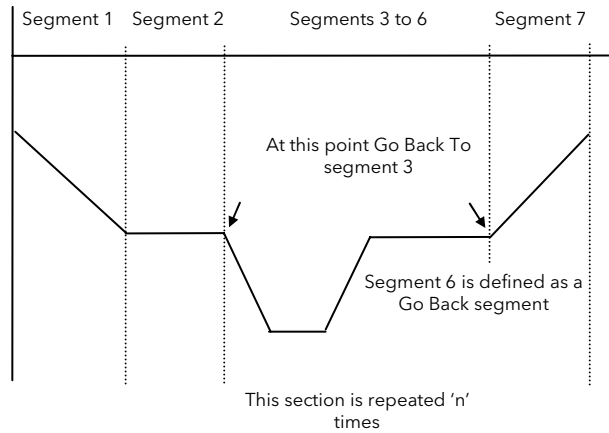 Segment 1
Segment 2
Segments 3 to 6
Segment 7
At this point Go Back To
segment 3
Segment 6 is defined as a
Go Back segment
This section is repeated ‘n’
times